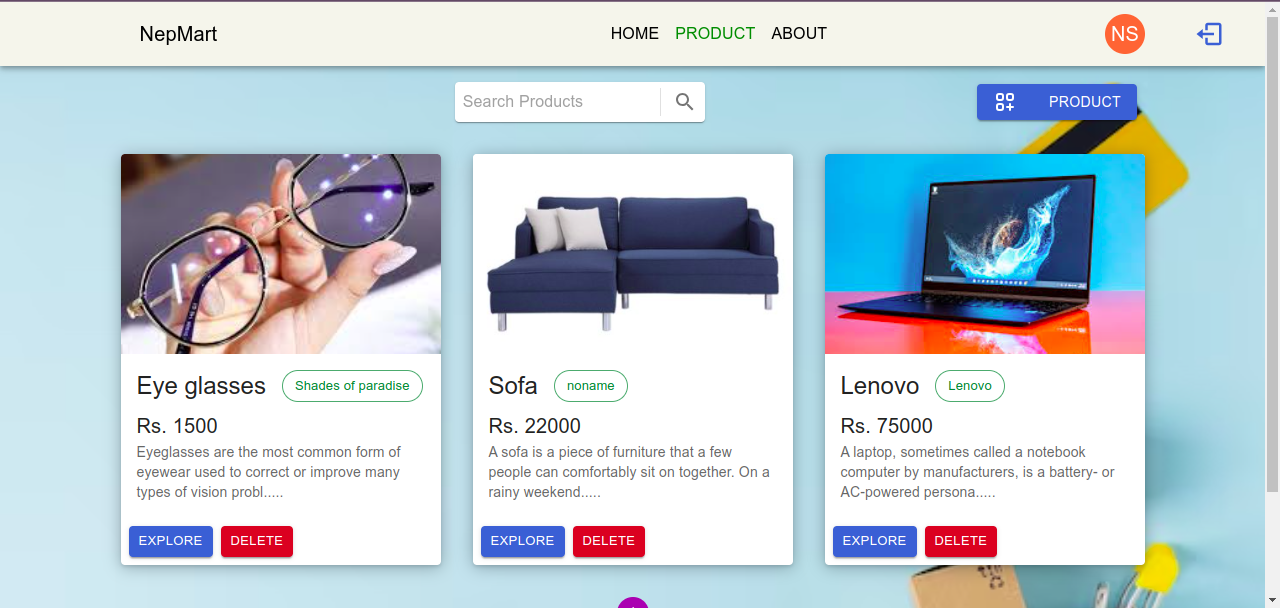 NepMart
HOME PRODUCT ABOUT
NS
Search Products
PRODUCT
Eye glasses
Shades of paradise
Rs. 1500
Eyeglasses are the most common form of
eyewear used to correct or improve many
types of vision probl.....
EXPLORE DELETE
Sofa
noname
Rs. 22000
A sofa is a piece of furniture that a few
people can comfortably sit on together. On a
rainy weekend.....
EXPLORE DELETE
Lenovo
Lenovo
Rs. 75000
A laptop, sometimes called a notebook
computer by manufacturers, is a battery- or
AC-powered persona.....
EXPLORE DELETE